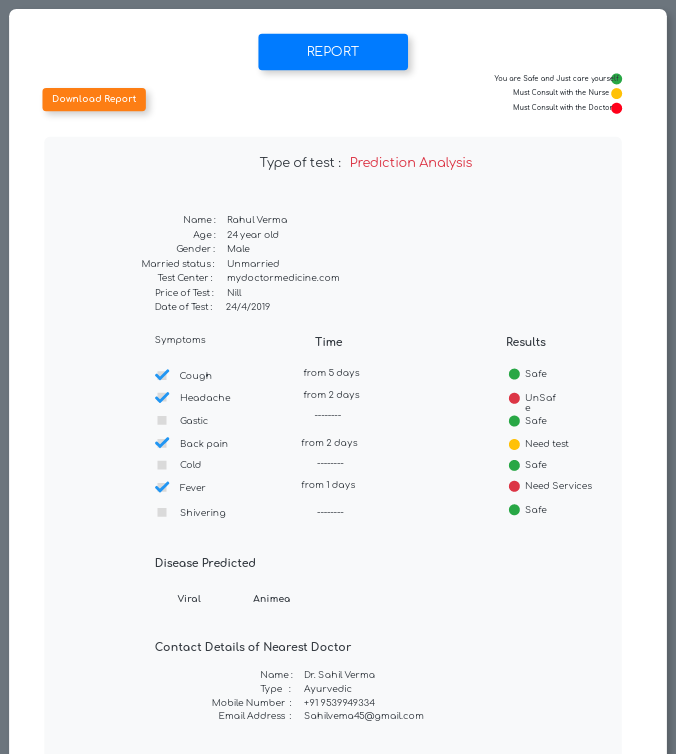 REPORT
You are Safe and Just care yourself
Must Consult with the Nurse
Download Report
Must Consult with the Doctor
Type of test : Prediction Analysis
Name : Rahul Verma
Age : 24 year old
Gender : Male
Married status : Unmarried
Test Center : mydoctormedicine.com
Price of Test : Nill
Date of Test : 24/4/2019
Symptoms Time Results
Cough from 5 days Safe
Headache from 2 days UnSaf
e
Gastic -------- Safe
Back pain from 2 days Need test
Cold -------- Safe
Fever from 1 days Need Services
Shivering -------- Safe
Disease Predicted
Viral Animea
Contact Details of Nearest Doctor
Name : Dr. Sahil Verma
Type : Ayurvedic
Mobile Number : +91 9539949334
Email Address : Sahilvema45@gmail.com